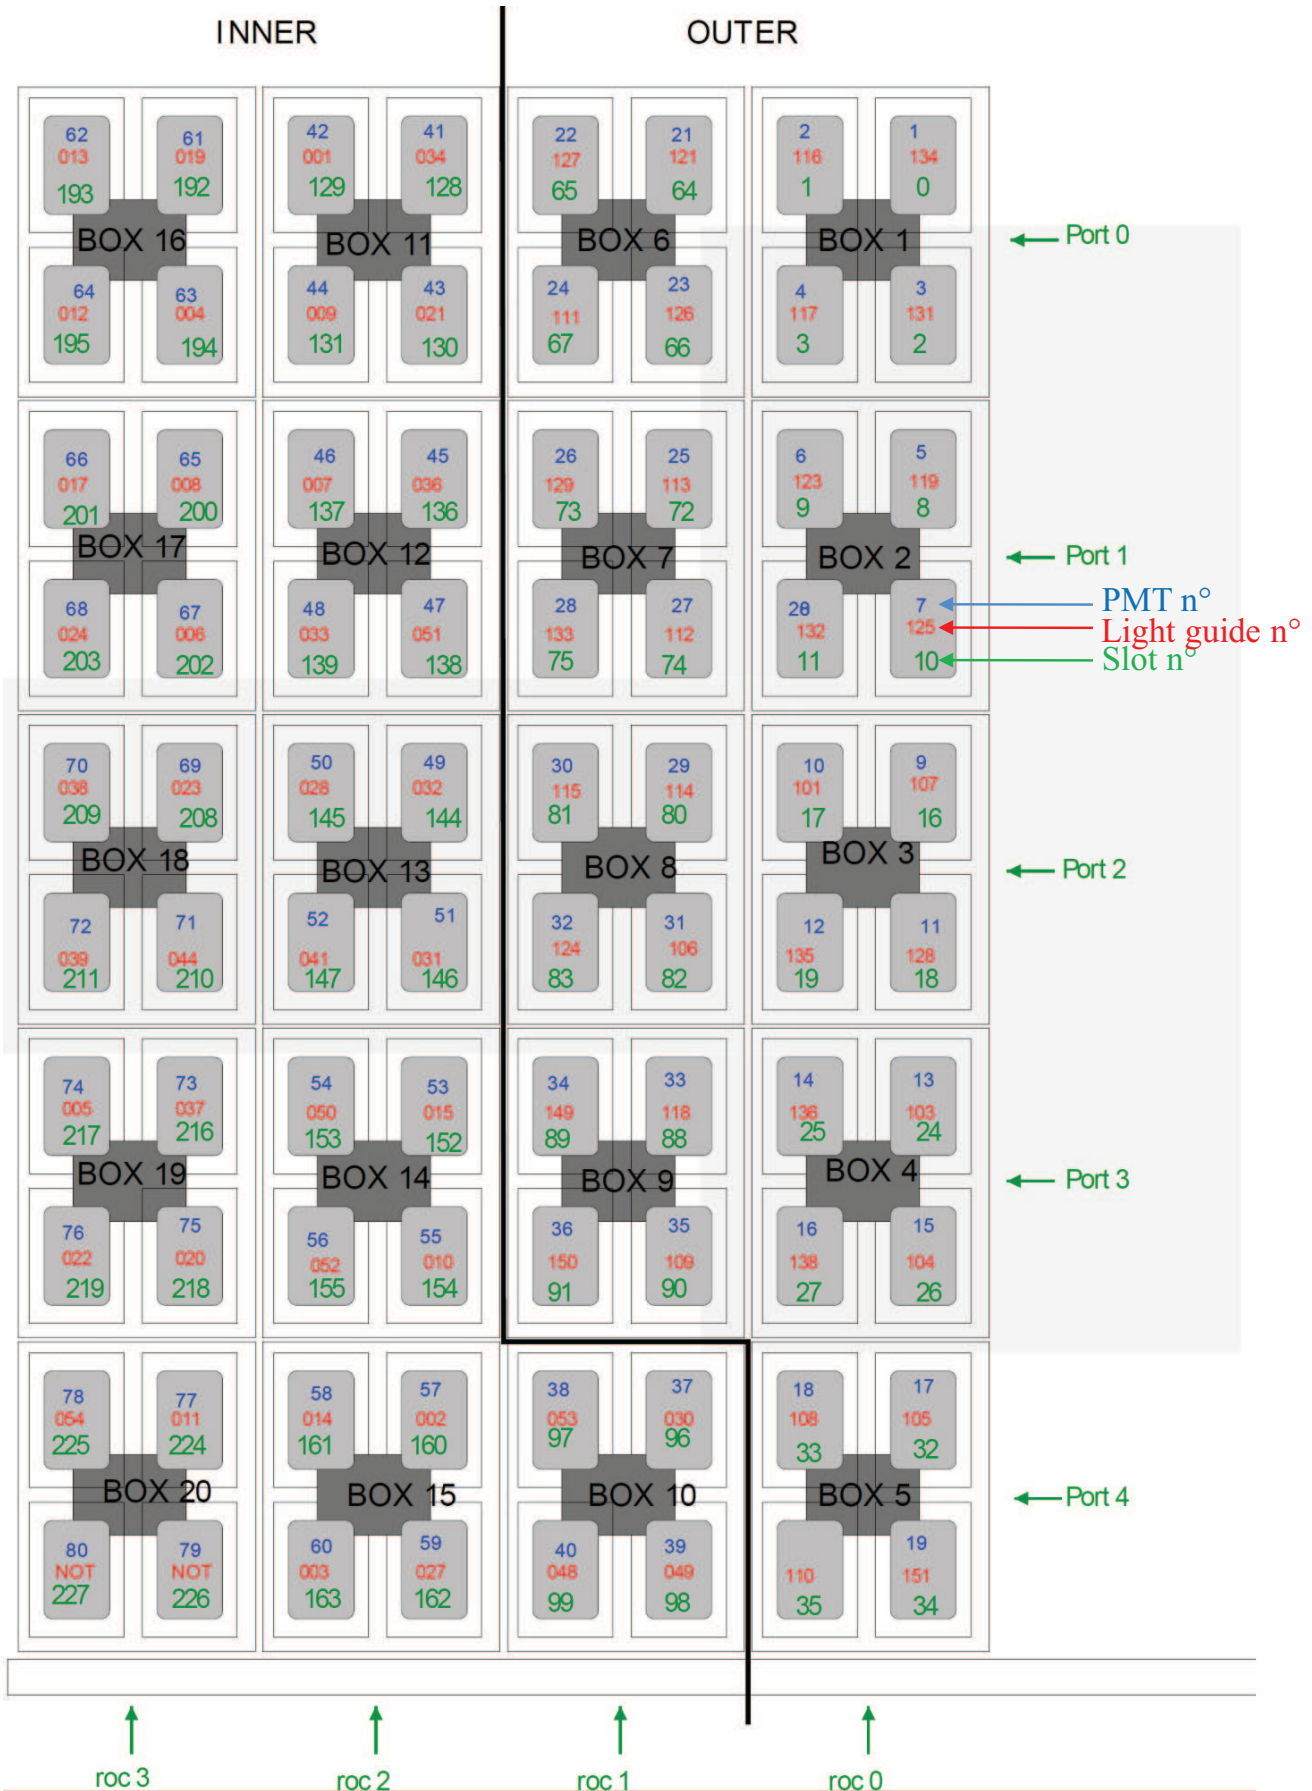 INNER OUTER
62 61 42 41 22 21 2 1
013 019 001 034 127 121 116 134
193 192 129 128 65 64 1 0
BOX 16 BOX 11 BOX 6 BOX 1 Port 0
64 63 44 43 24 23 4 3
012 004 009 021 111 126 117 131
195 194 131 130 67 66 3 2
66 65 46 45 26 25 6 5
017 008 007 036 129 113 123 119
201 200 137 136 73 72 9 8
BOX 17 BOX 12 BOX 7 BOX 2 Port 1
68 67 48 47 28 27 28 7 PMT n°
024 006 033 051 133 112 132 125 Light guide n°
203 202 139 138 75 74 11 10 Slot n°
70 69 50 49 30 29 10 9
038 023 028 032 115 114 101 107
209 208 145 144 81 80 17 16
BOX 18 BOX 13 BOX 8 BOX 3 Port 2
72 71 52 51 32 31 12 11
039 044 041 031 124 106 135 128
211 210 147 146 83 82 19 18
74 73 54 53 34 33 14 13
005 037 050 015 149 118 136 103
217 216 153 152 89 88 25 24
BOX 19 BOX 14 BOX 9 BOX 4 Port 3
76 75 56 55 36 35 16 15
022 020 052 010 150 109 138 104
219 218 155 154 91 90 27 26
78 77 58 57 38 37 18 17
054 011 014 002 053 030 108 105
225 224 161 160 97 96 33 32
BOX 20 BOX 15 BOX 10 BOX 5 Port 4
80 79 60 59 40 39 19
NOT NOT 003 027 048 049 110 151
227 226 163 162 99 98 35 34
roc 3 roc 2 roc 1 roc 0